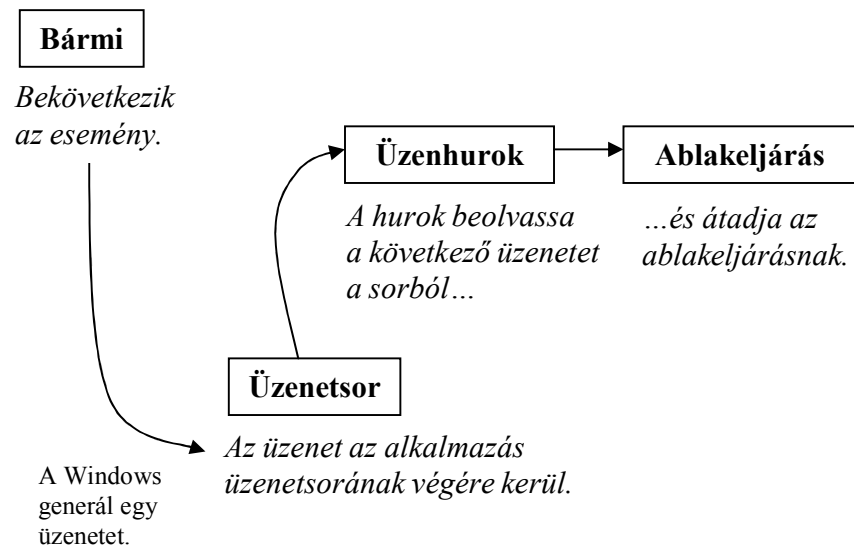 Bármi
Bekövetkezik
az esemény.
A Windows
generál egy
üzenetet.
Üzenetsor
Az üzenet az alkalmazás
üzenetsorának végére kerül.
Üzenhurok
A hurok beolvassa
a következő üzenetet
a sorból…
Ablakeljárás
…és átadja az
ablakeljárásnak.